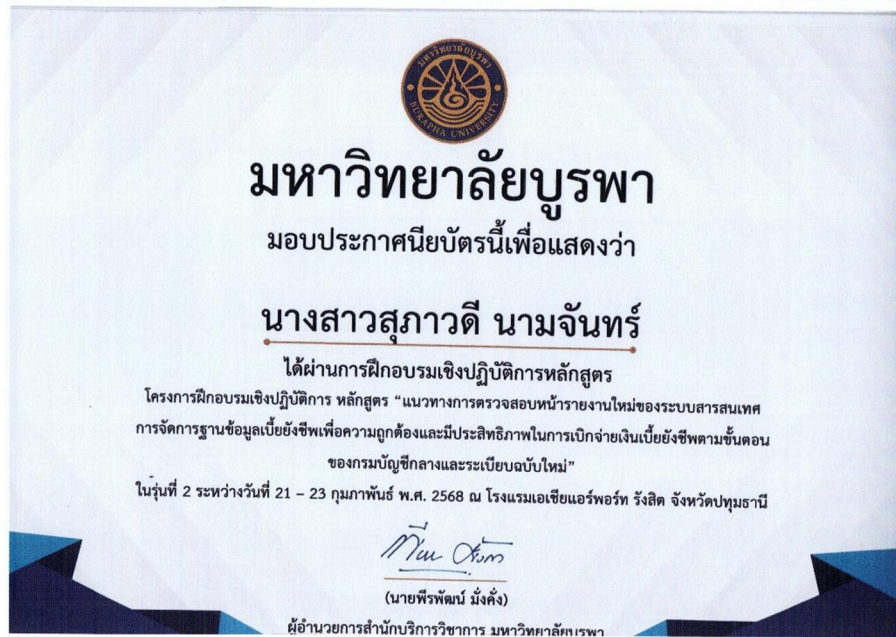 มหาวิทยาลัยบูรพา
BURAPHA UNIVERSITY
มหาวิทยาลัยบูรพา
มอบประกาศนียบัตรนี้เพื่อแสดงว่า
นางสาวสุภาวดี นามจันทร์
ได้ผ่านการฝึกอบรมเชิงปฏิบัติการหลักสูตร
โครงการฝึกอบรมเชิงปฏิบัติการ หลักสูตร “แนวทางการตรวจสอบหน้ารายงานใหม่ของระบบสารสนเทศ
การจัดการฐานข้อมูลเบี้ยยังชีพเพื่อความถูกต้องและมีประสิทธิภาพในการเบิกจ่ายเงินเบี้ยยังชีพตามขั้นตอน
ของกรมบัญชีกลางและระเบียบฉบับใหม่”
ในรุ่นที่ 2 ระหว่างวันที่ 21 – 23 กุมภาพันธ์ พ.ศ. 2568 ณ โรงแรมเอเชียแอร์พอร์ท รังสิต จังหวัดปทุมธานี
(นายพีรพัฒน์ มั่งคั่ง)
ผู้อำนวยการสำนักบริการวิชาการ มหาวิทยาลัยบูรพา